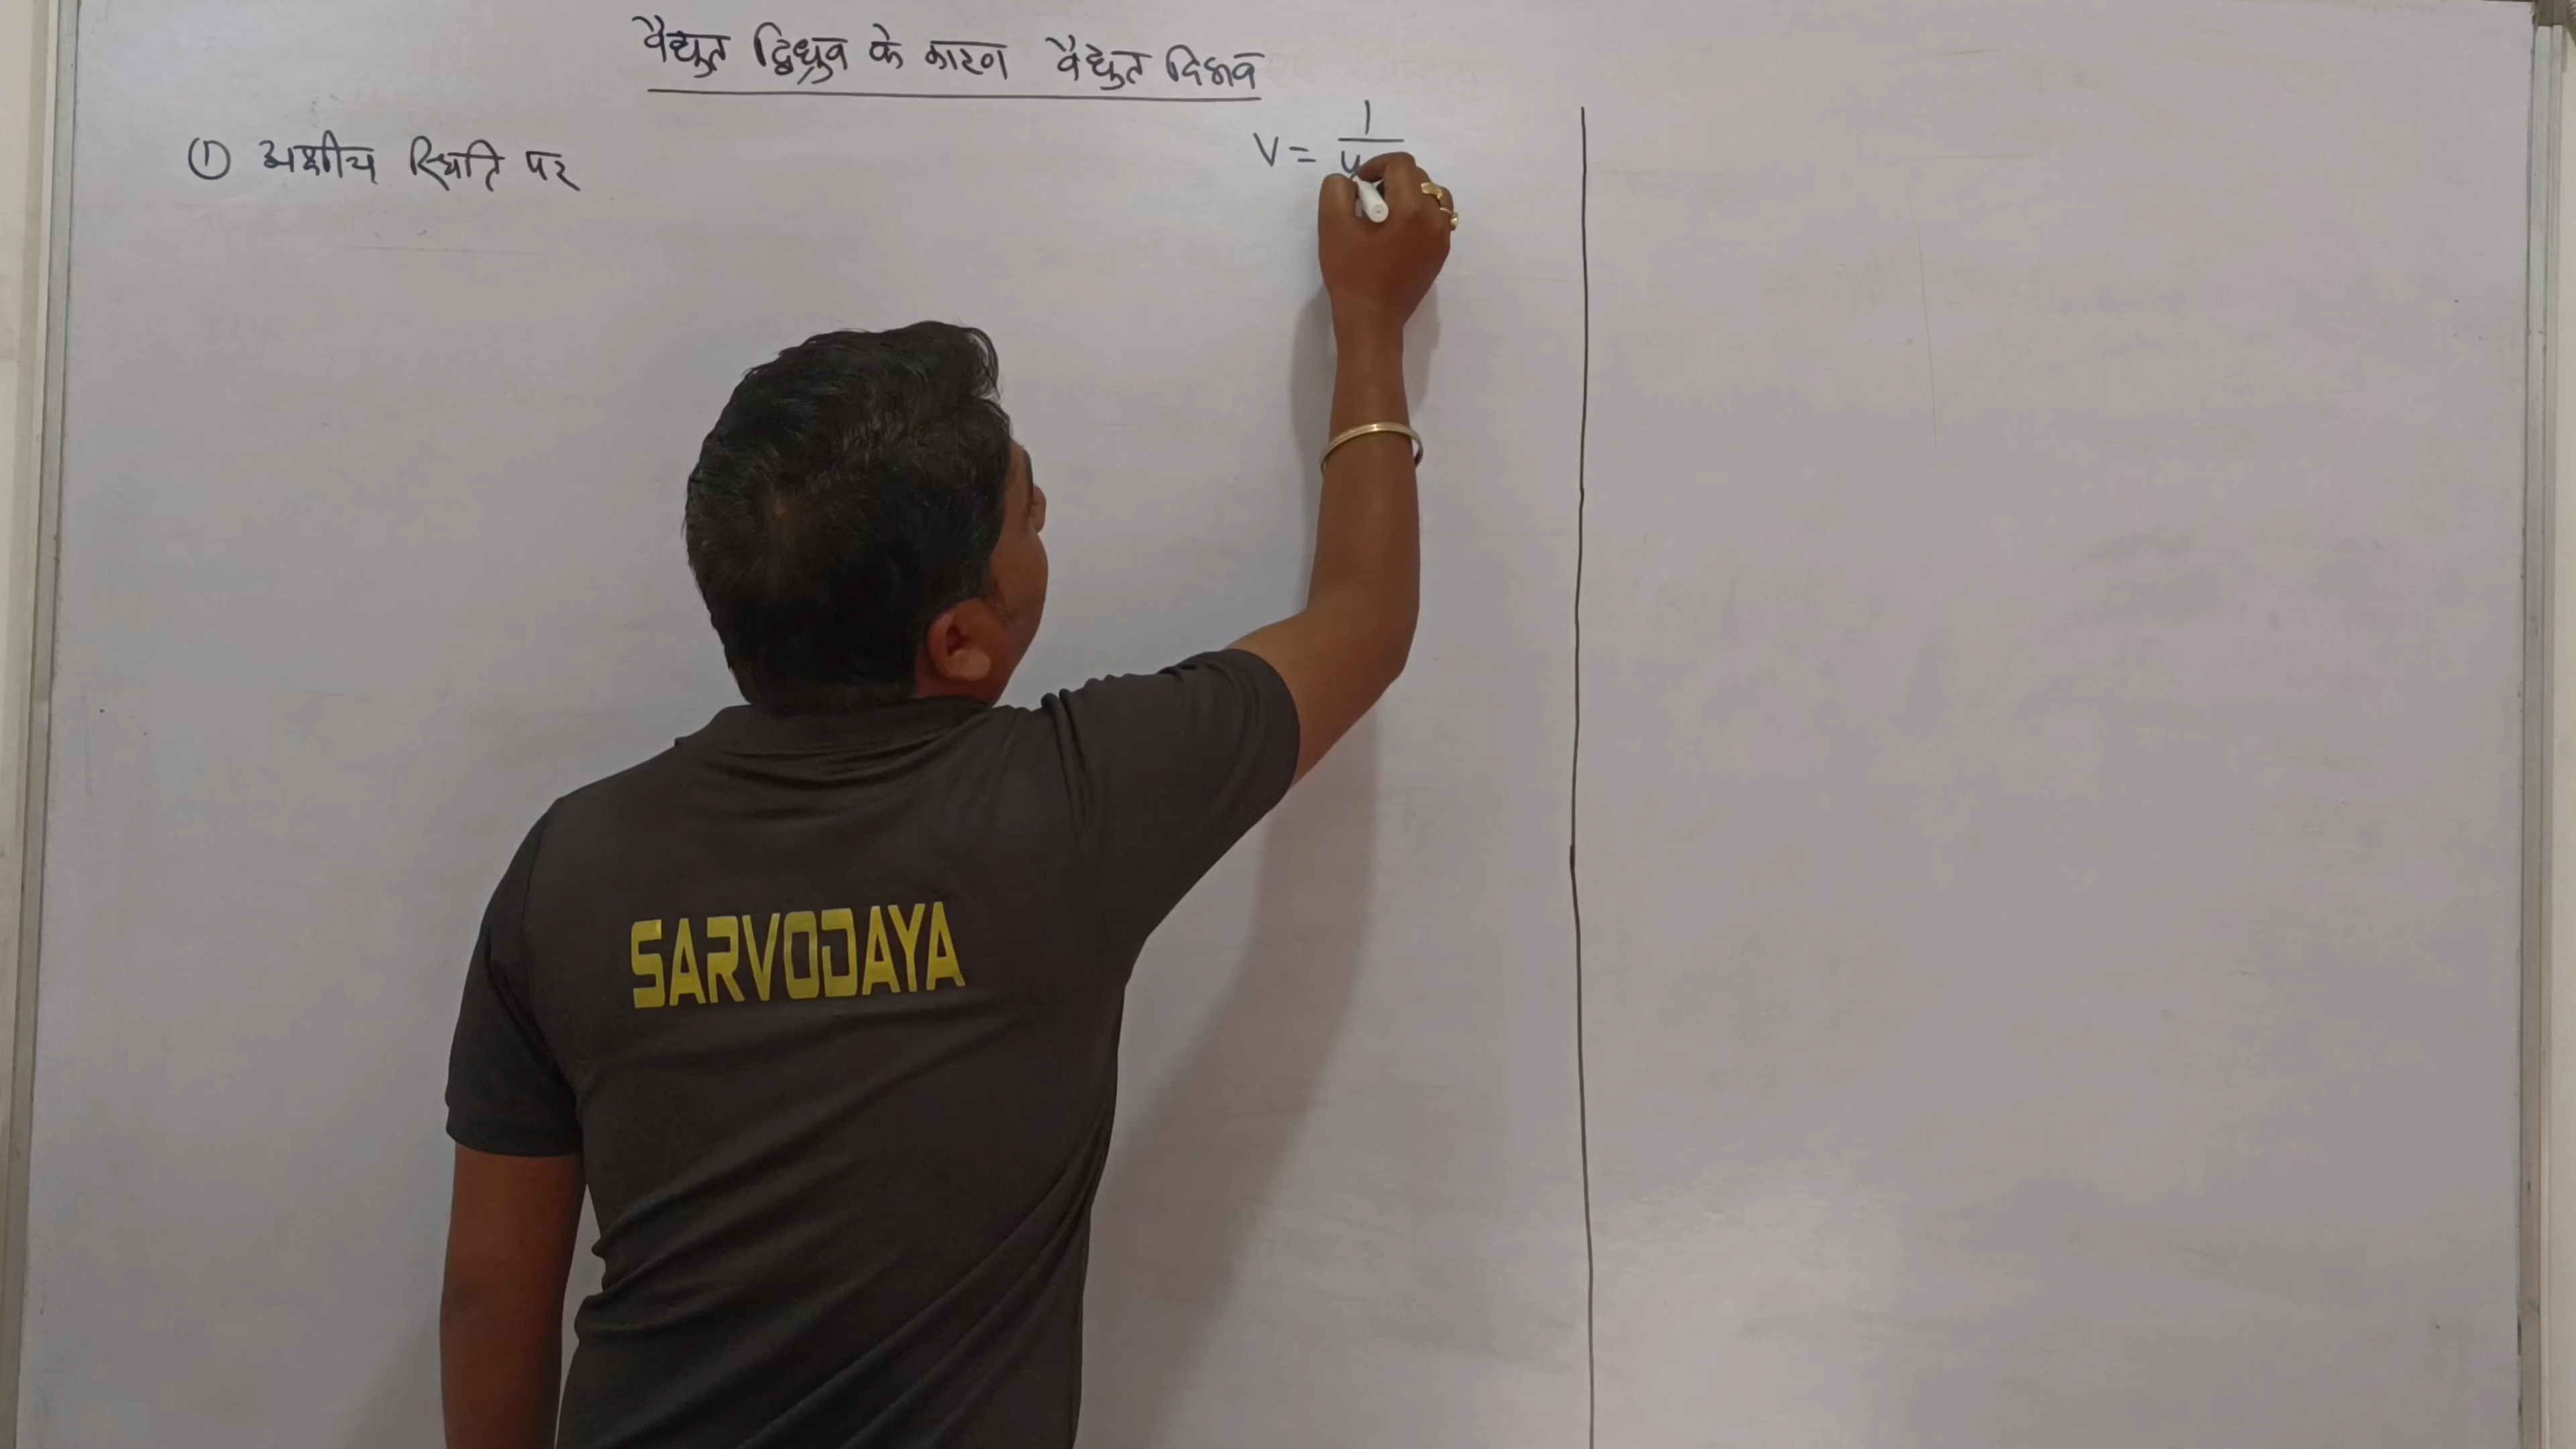 वैद्युत द्विध्रुव के कारण वैद्युत विभव
① अक्षीय स्थिति पर
V = 1/4
SARVODAYA